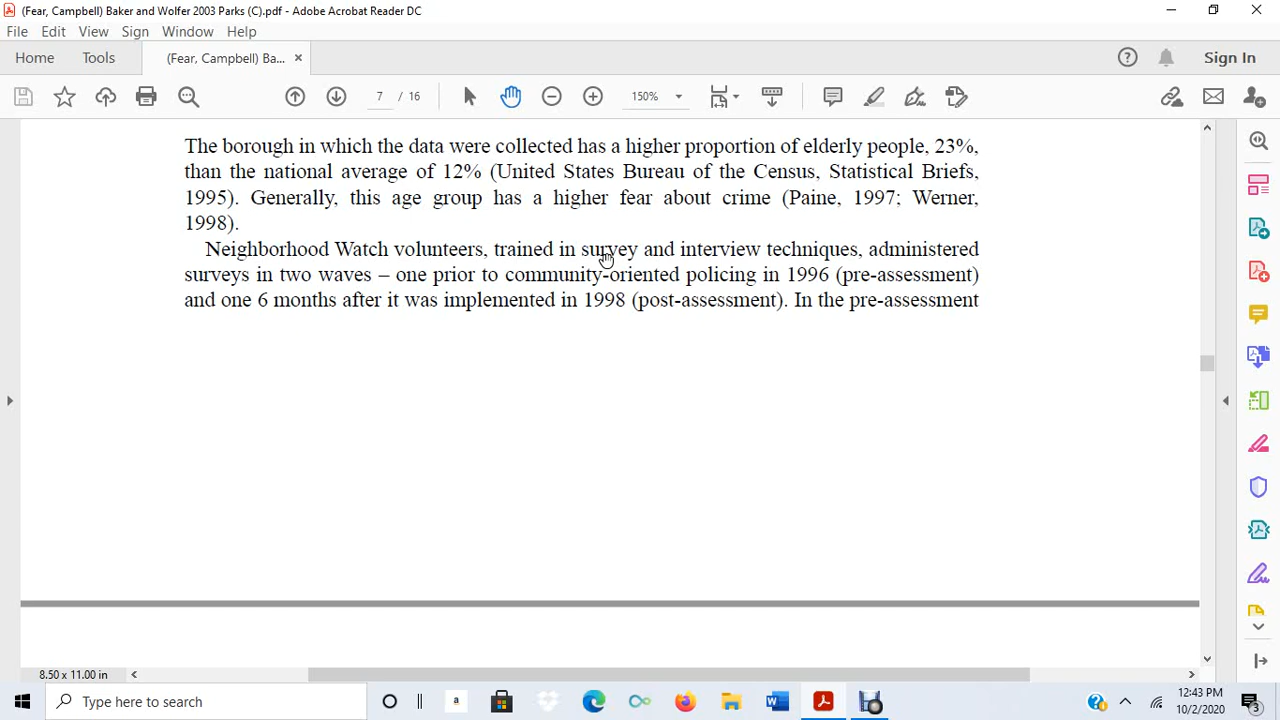 (Fear, Campbell) Baker and Wolfer 2003 Parks (C).pdf - Adobe Acrobat Reader DC
File Edit View Sign Window Help
Home Tools (Fear, Campbell) Ba... × Sign In
7 / 16 150%
The borough in which the data were collected has a higher proportion of elderly people, 23%,
than the national average of 12% (United States Bureau of the Census, Statistical Briefs,
1995). Generally, this age group has a higher fear about crime (Paine, 1997; Werner,
1998).
Neighborhood Watch volunteers, trained in survey and interview techniques, administered
surveys in two waves – one prior to community-oriented policing in 1996 (pre-assessment)
and one 6 months after it was implemented in 1998 (post-assessment). In the pre-assessment
8.50 x 11.00 in
Type here to search
12:43 PM
10/2/2020
3